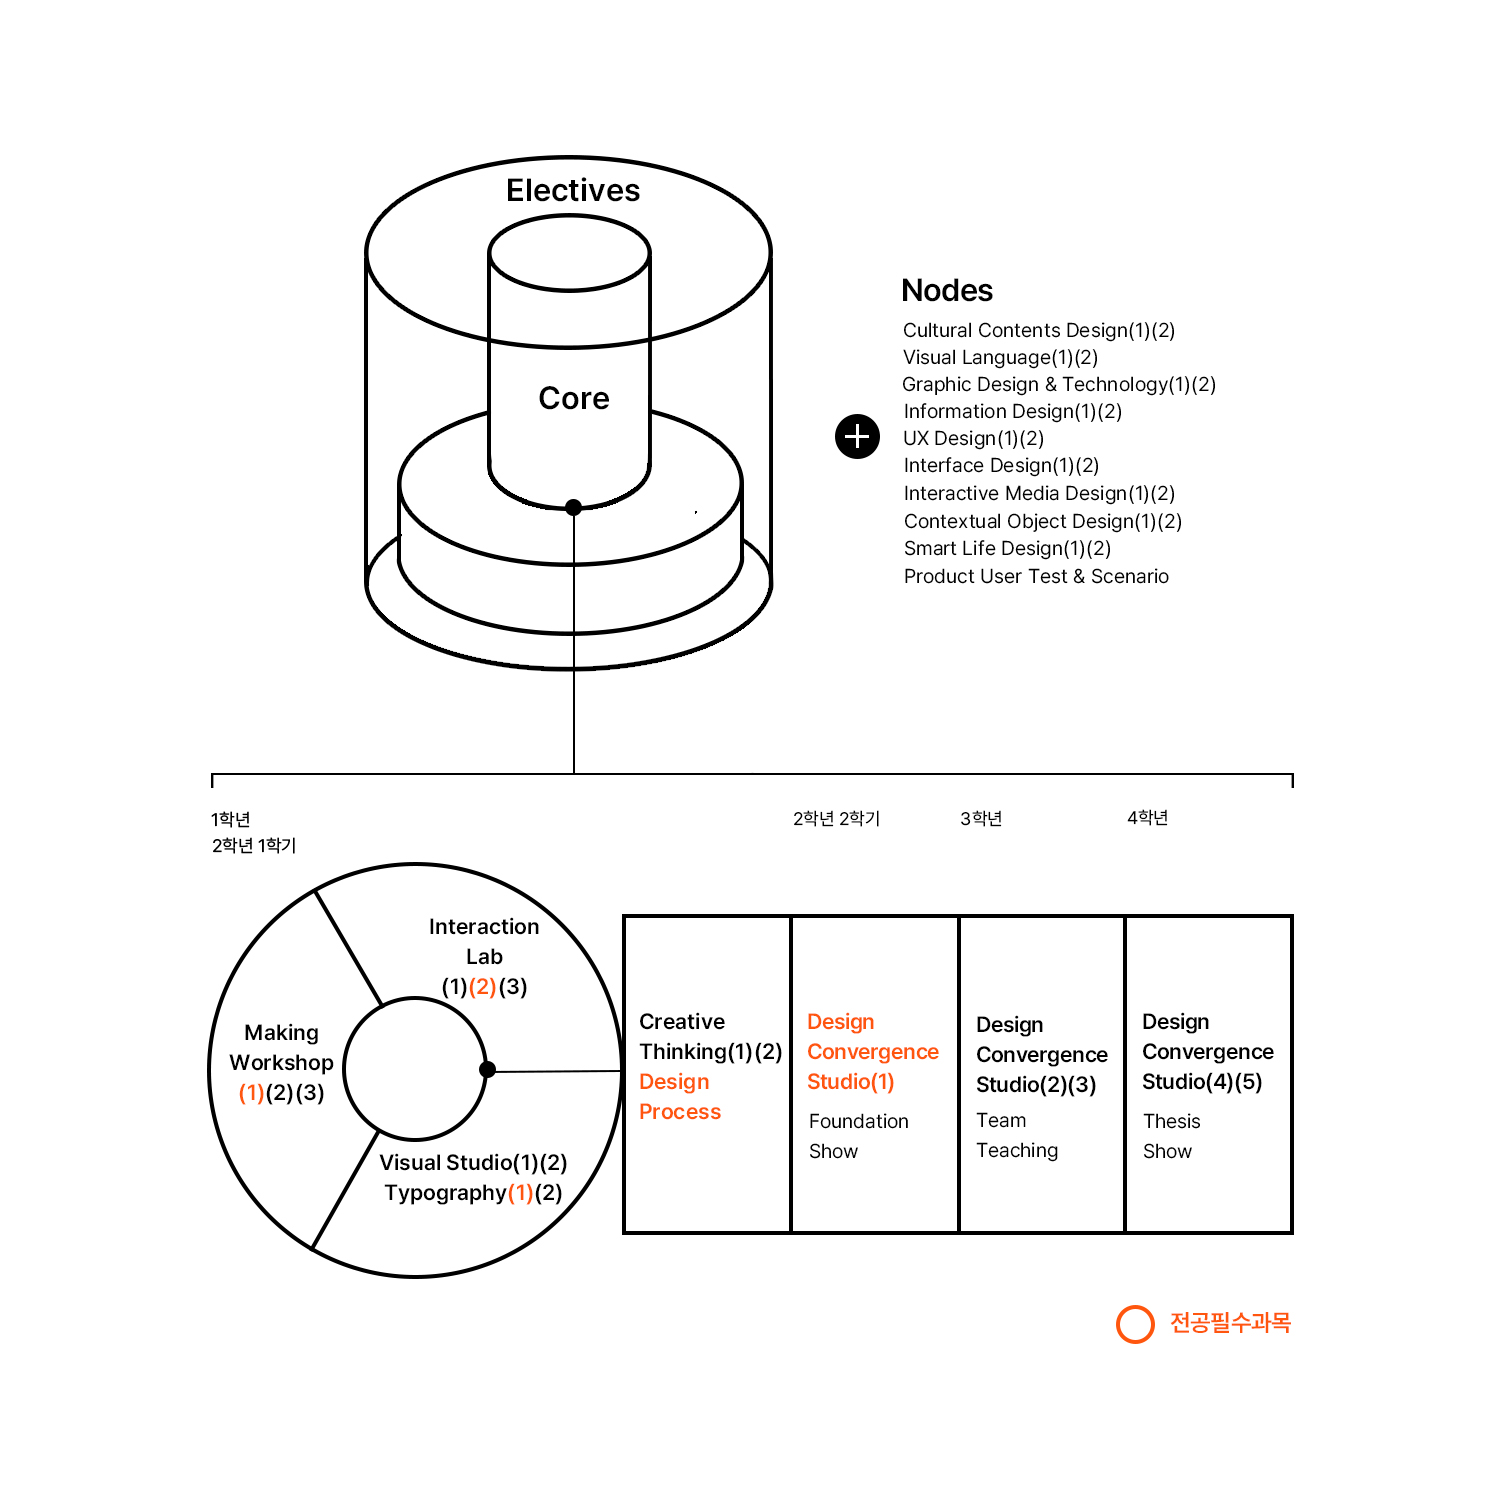 Electives
Core
Nodes
Cultural Contents Design(1)(2)
Visual Language(1)(2)
Graphic Design & Technology(1)(2)
Information Design(1)(2)
UX Design(1)(2)
Interface Design(1)(2)
Interactive Media Design(1)(2)
Contextual Object Design(1)(2)
Smart Life Design(1)(2)
Product User Test & Scenario
1학년
2학년 1학기
2학년 2학기
3학년
4학년
Interaction
Lab
(1)(2)(3)
Making
Workshop
(1)(2)(3)
Visual Studio(1)(2)
Typography(1)(2)
Creative
Thinking(1)(2)
Design
Process
Design
Convergence
Studio(1)
Foundation
Show
Design
Convergence
Studio(2)(3)
Team
Teaching
Design
Convergence
Studio(4)(5)
Thesis
Show
전공필수과목